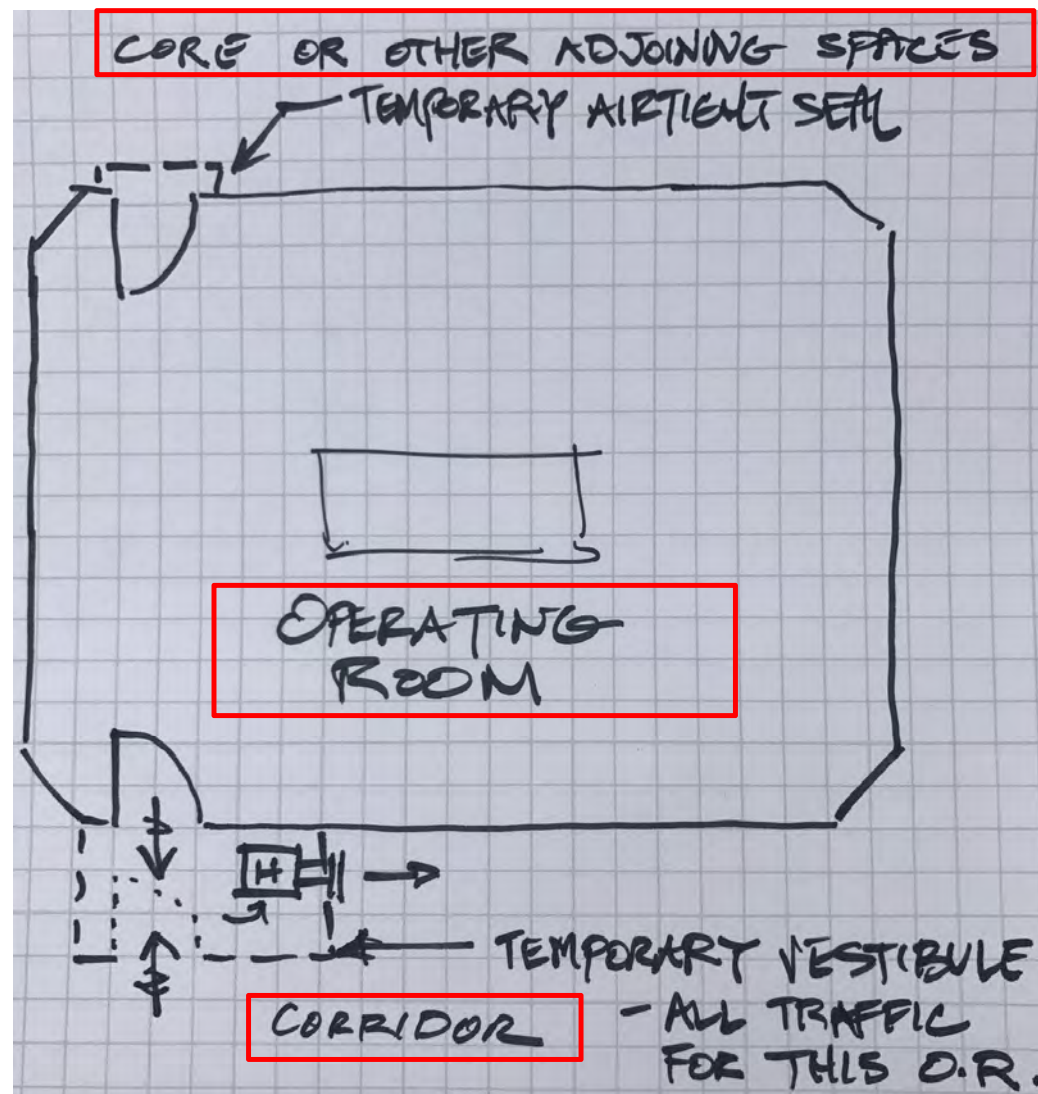 CORE OR OTHER ADJOINING SPACES
TEMPORARY AIRTIGHT SEAL
OPERATING
ROOM
H
TEMPORARY VESTIBULE
CORRIDOR
- ALL TRAFFIC
FOR THIS O.R.